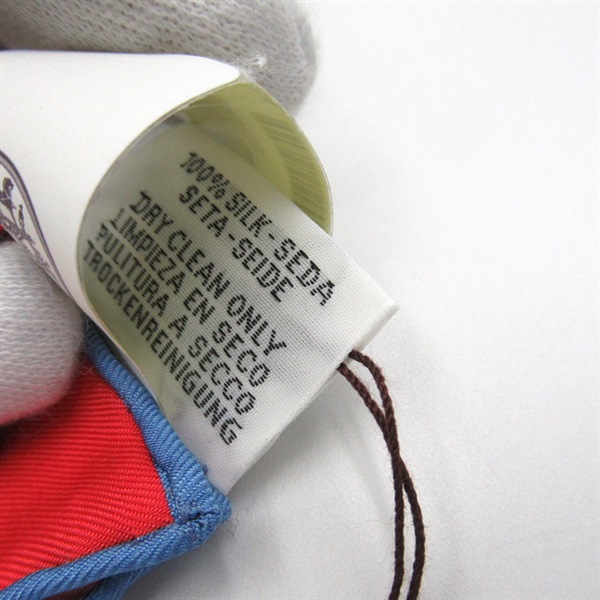 100% SILK-SEDA
SETA-SEIDE
DRY CLEAN ONLY
LIMPIEZA EN SECO
PULITURA A SECCO
TROCKENREINIGUNG